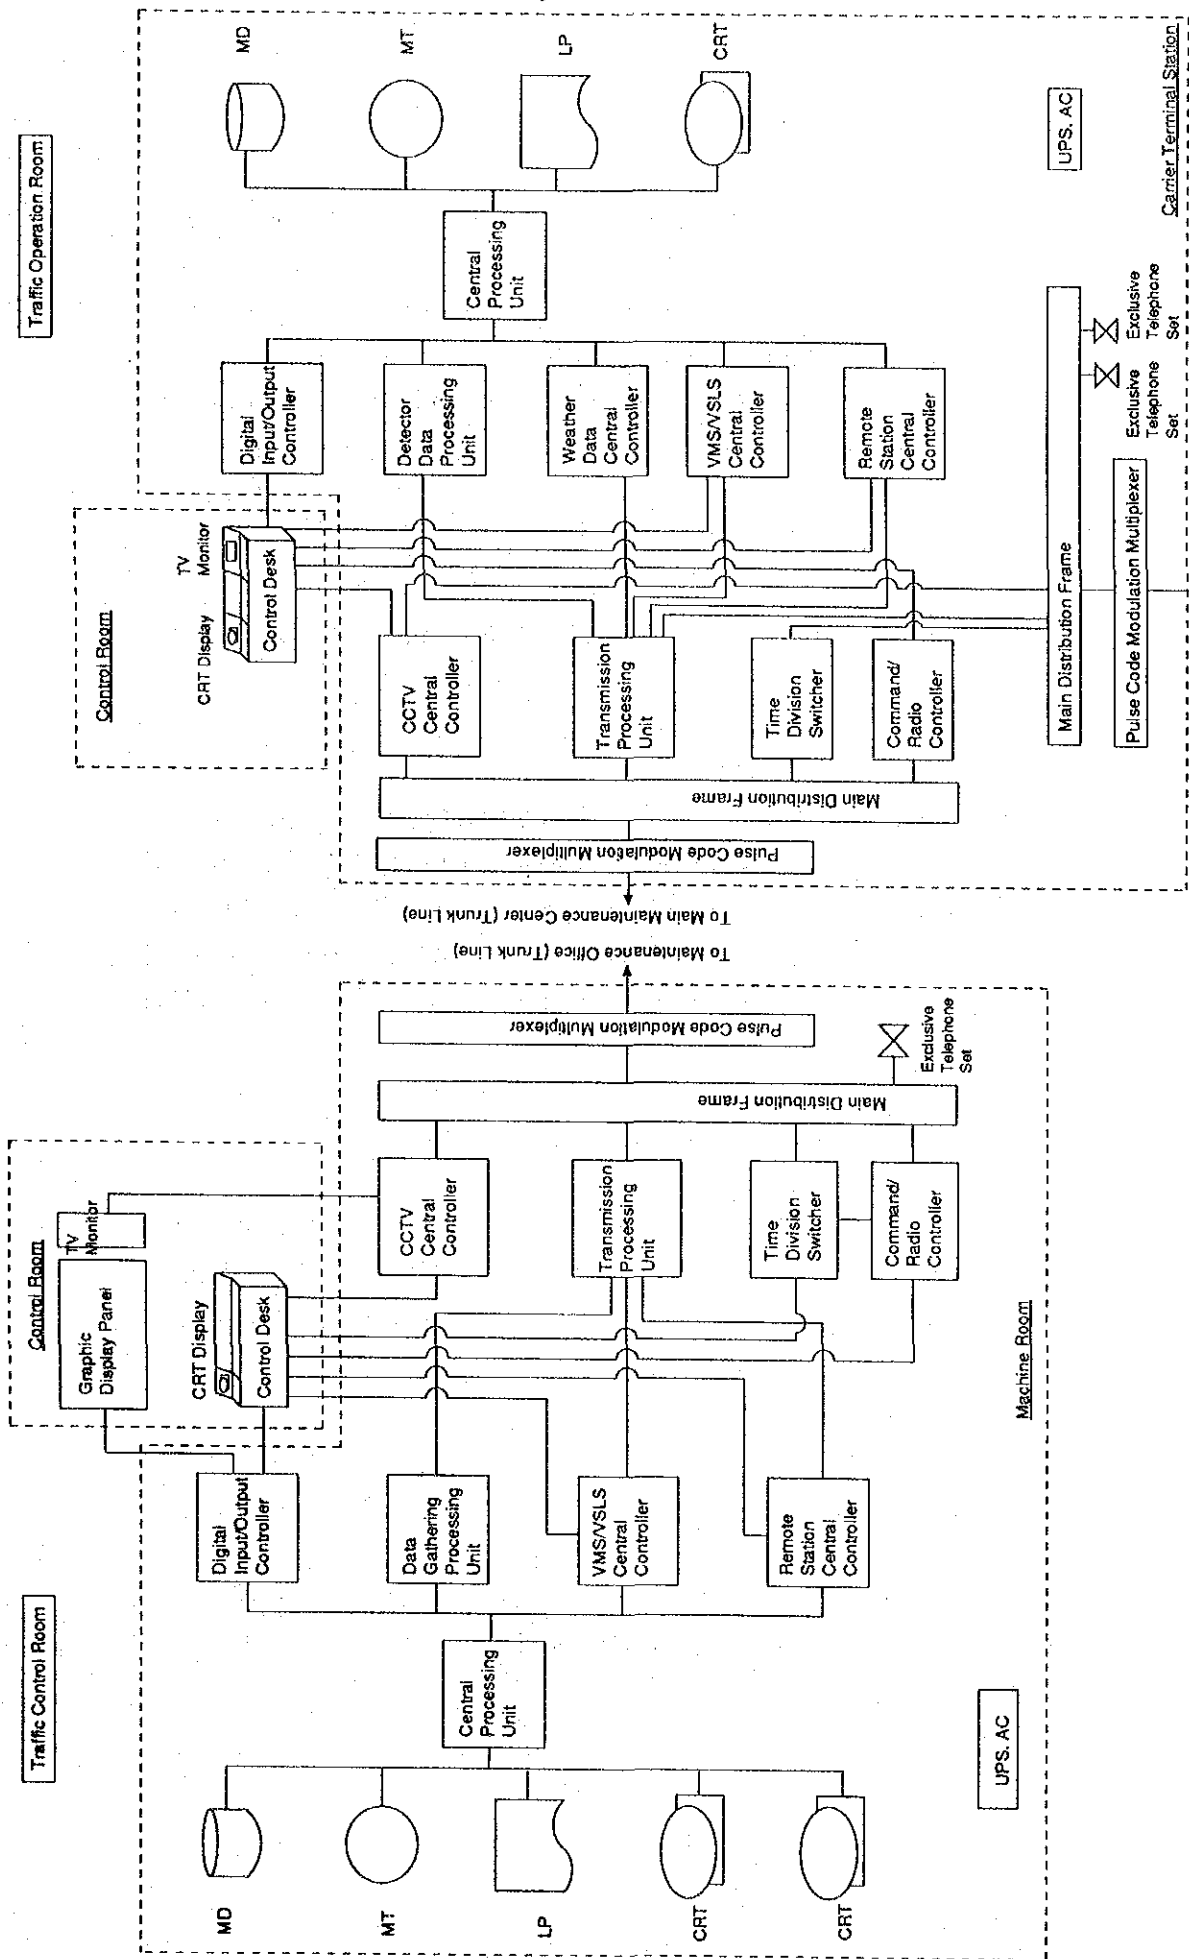 Traffic Control Room
MD
MT
LP
CRT
CRT
Central
Processing
Unit
UPS. AC
Digital
Input/Output
Controller
Data
Gathering
Processing
Unit
VMS/VSLS
Central
Controller
Remote
Station
Central
Controller
Control Room
Graphic
Display Panel
TV
Monitor
CRT Display
Control Desk
CCTV
Central
Controller
Transmission
Processing
Unit
Time
Division
Switcher
Command/
Radio
Controller
Machine Room
Main Distribution Frame
Exclusive
Telephone
Set
Pulse Code Modulation Multiplexer
To Maintenance Office (Trunk Line)
To Main Maintenance Center (Trunk Line)
Traffic Operation Room
Pulse Code Modulation Multiplexer
Main Distribution Frame
Control Room
CRT Display
TV
Monitor
Control Desk
CCTV
Central
Controller
Transmission
Processing
Unit
Time
Division
Switcher
Command/
Radio
Controller
Digital
Input/Output
Controller
Detector
Data
Processing
Unit
Weather
Data
Central
Controller
VMS/VSLS
Central
Controller
Remote
Station
Central
Controller
Central
Processing
Unit
MD
MT
LP
CRT
UPS. AC
Main Distribution Frame
Pulse Code Modulation Multiplexer
Exclusive
Telephone
Set
Exclusive
Telephone
Set
Carrier Terminal Station